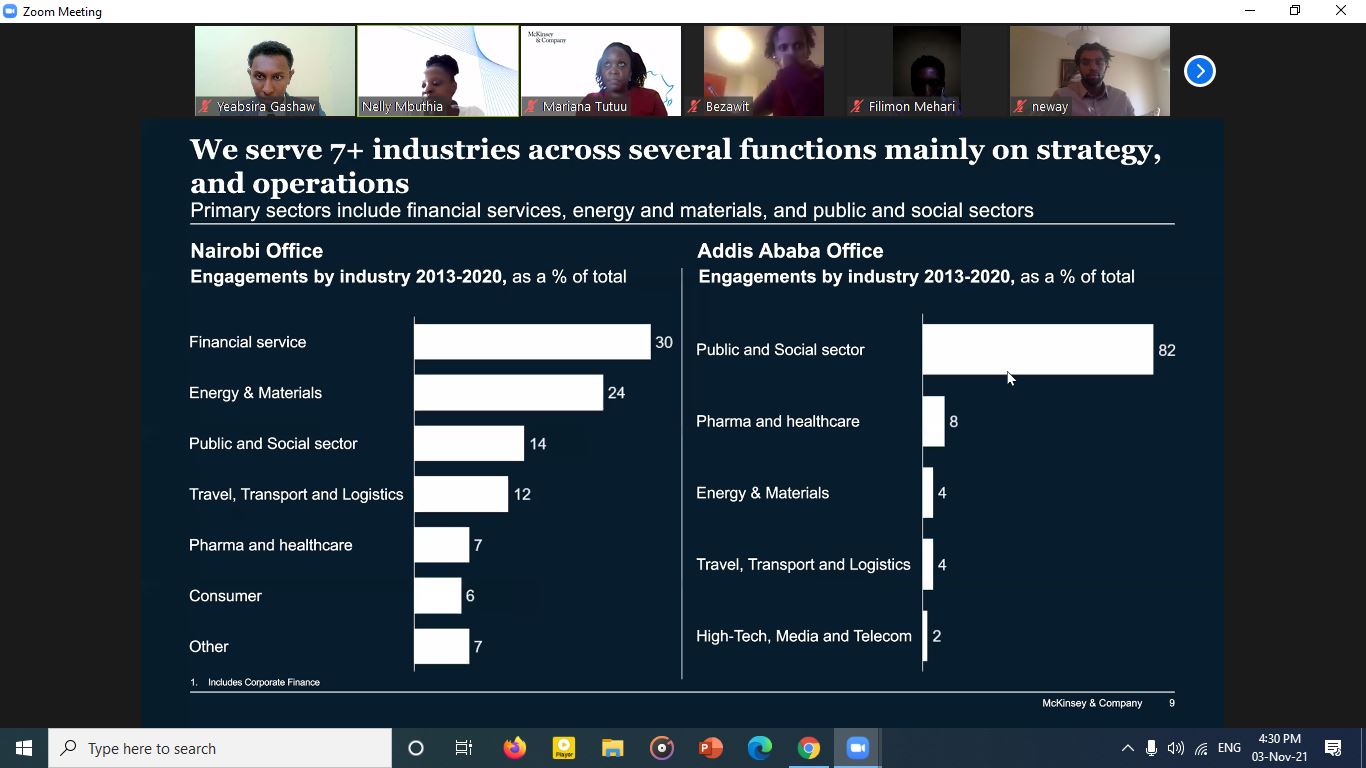 Zoom Meeting
McKinsey
& Company
Yeabsira Gashaw
Nelly Mbuthia
Mariana Tutuu
Bezawit
Filimon Mehari
neway
We serve 7+ industries across several functions mainly on strategy,
and operations
Primary sectors include financial services, energy and materials, and public and social sectors
Nairobi Office
Engagements by industry 2013-2020, as a % of total
Financial service 30
Energy & Materials 24
Public and Social sector 14
Travel, Transport and Logistics 12
Pharma and healthcare 7
Consumer 6
Other 7
1. Includes Corporate Finance
Addis Ababa Office
Engagements by industry 2013-2020, as a % of total
Public and Social sector 82
Pharma and healthcare 8
Energy & Materials 4
Travel, Transport and Logistics 4
High-Tech, Media and Telecom 2
McKinsey & Company 9
Type here to search
Player
ENG
4:30 PM
03-Nov-21